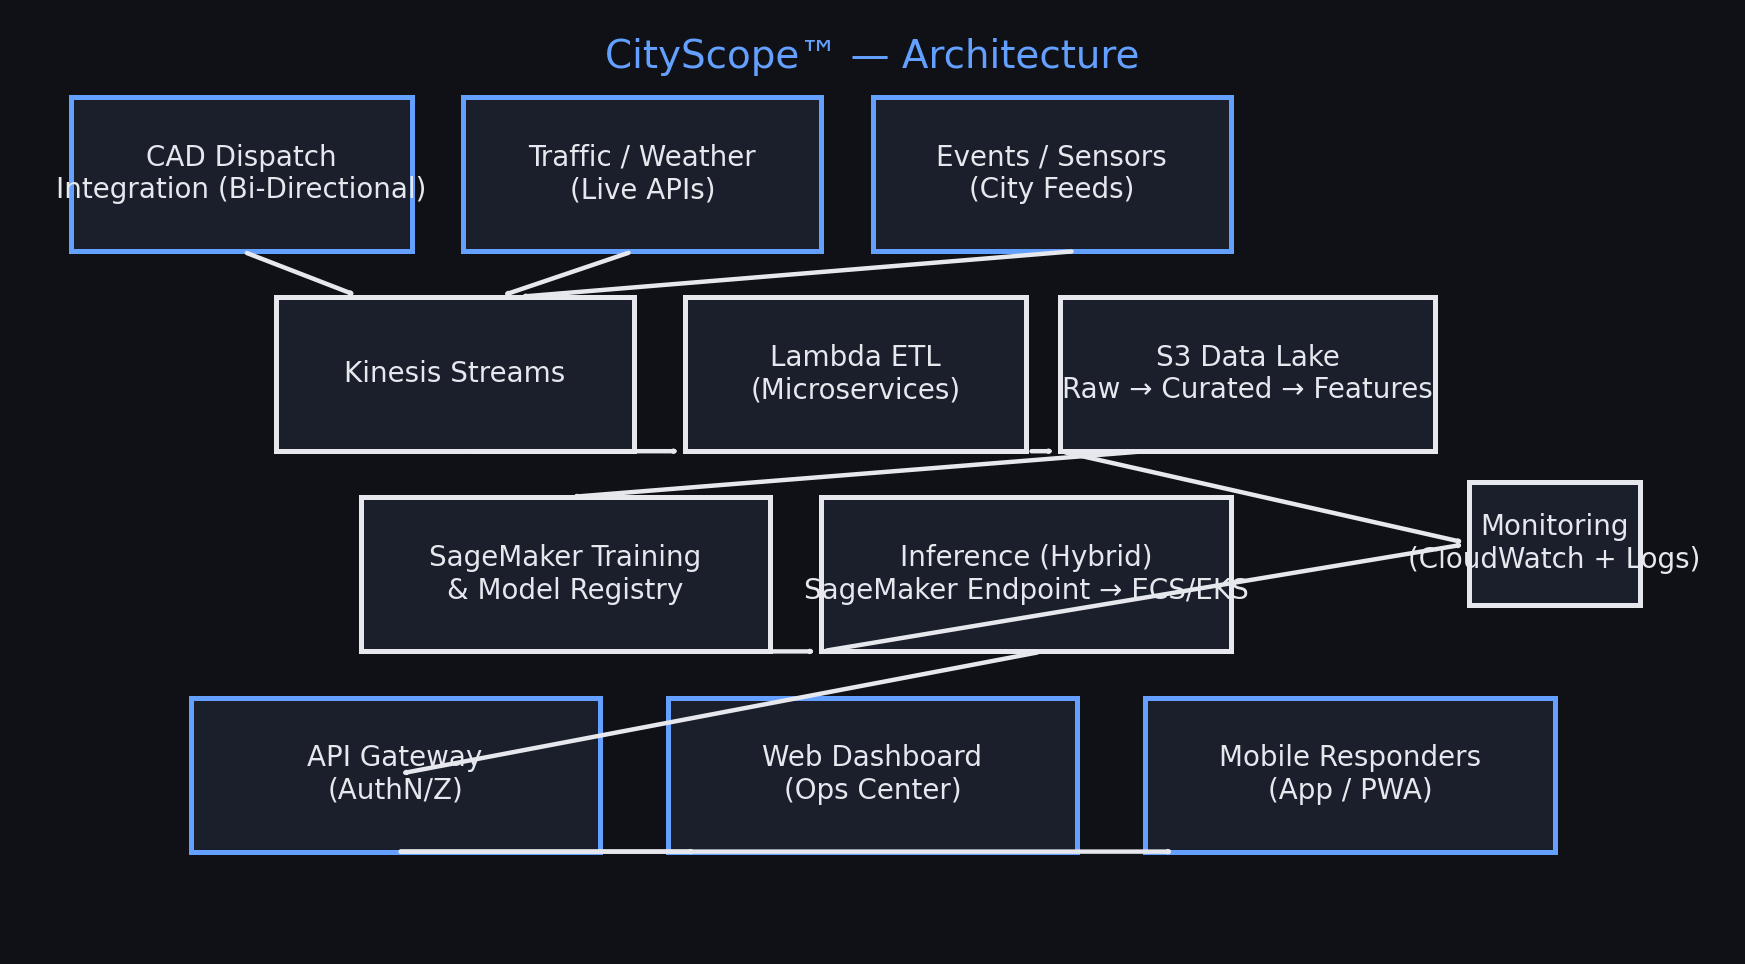 CityScope™ — Architecture
CAD Dispatch
Integration (Bi-Directional)
Traffic / Weather
(Live APIs)
Events / Sensors
(City Feeds)
Kinesis Streams
Lambda ETL
(Microservices)
S3 Data Lake
Raw → Curated → Features
SageMaker Training
& Model Registry
Inference (Hybrid)
SageMaker Endpoint → ECS/EKS
Monitoring
(CloudWatch + Logs)
API Gateway
(AuthN/Z)
Web Dashboard
(Ops Center)
Mobile Responders
(App / PWA)